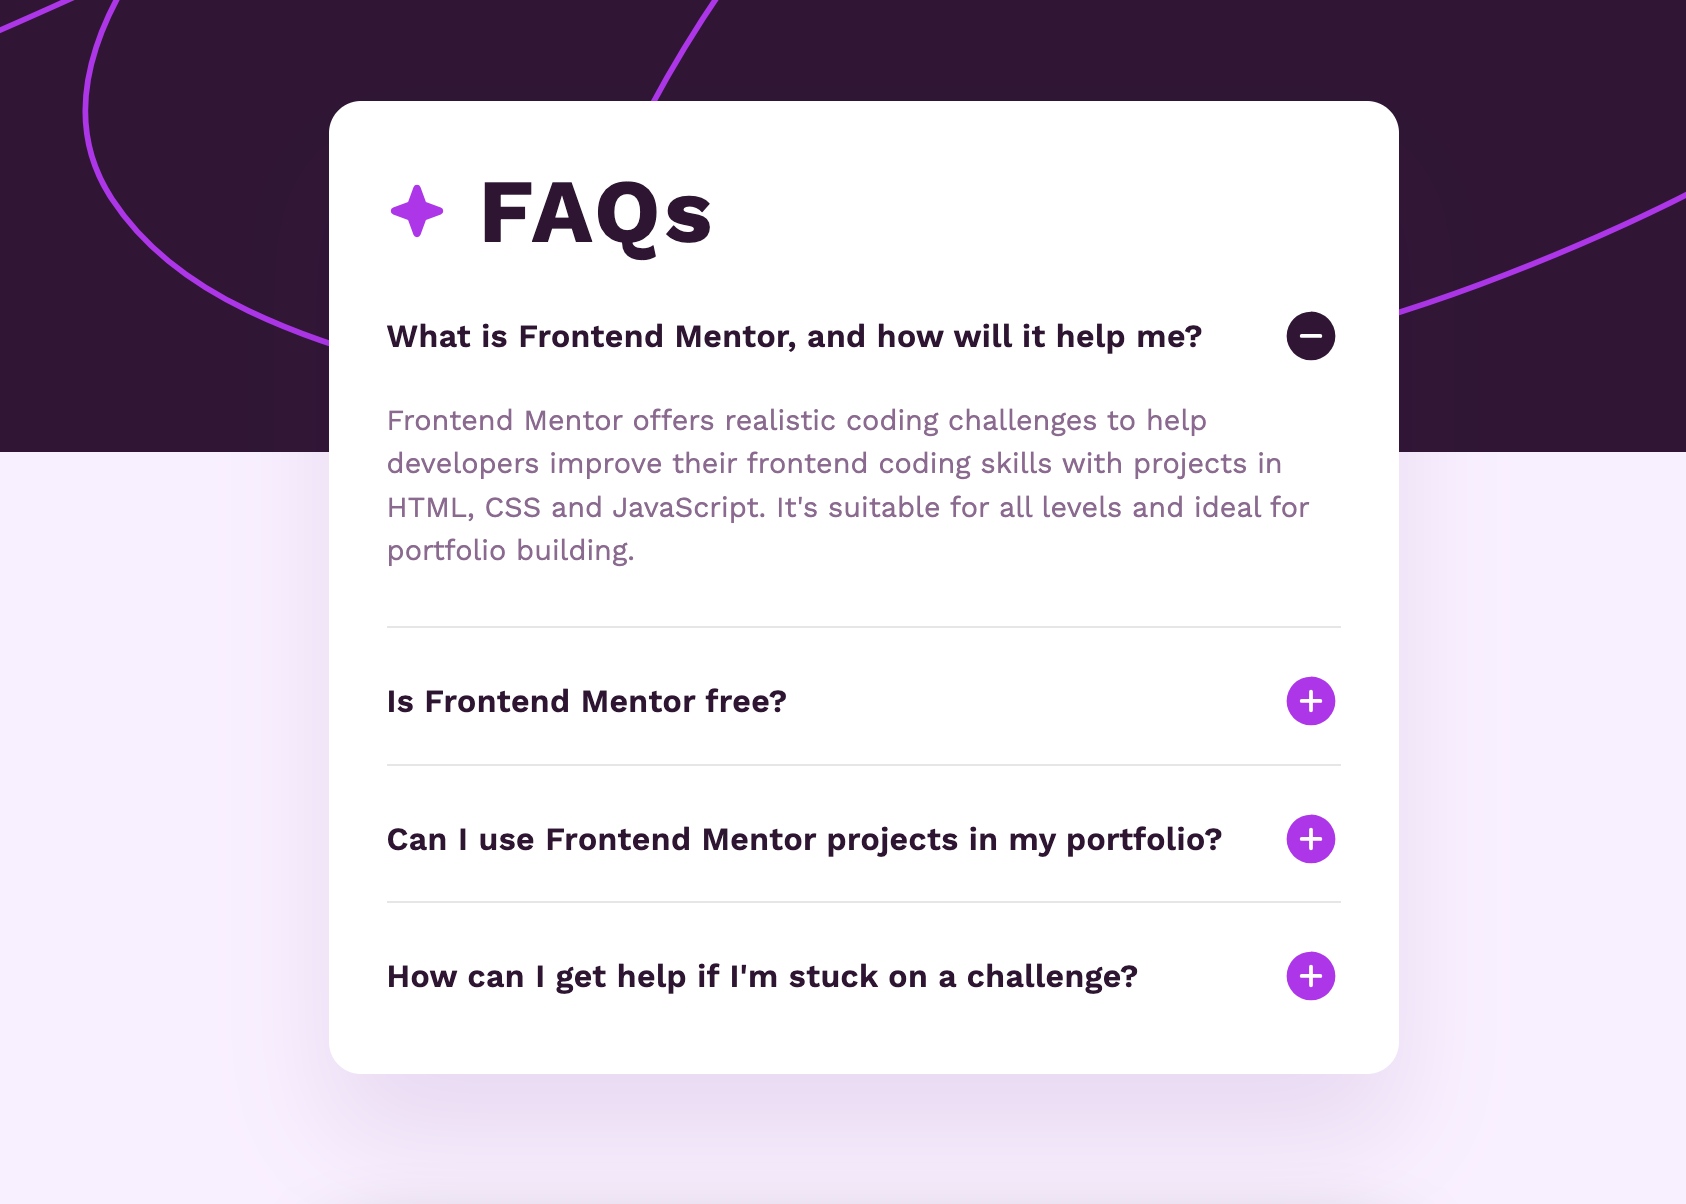 FAQs
What is Frontend Mentor, and how will it help me?
Frontend Mentor offers realistic coding challenges to help
developers improve their frontend coding skills with projects in
HTML, CSS and JavaScript. It's suitable for all levels and ideal for
portfolio building.
Is Frontend Mentor free?
Can I use Frontend Mentor projects in my portfolio?
How can I get help if I'm stuck on a challenge?